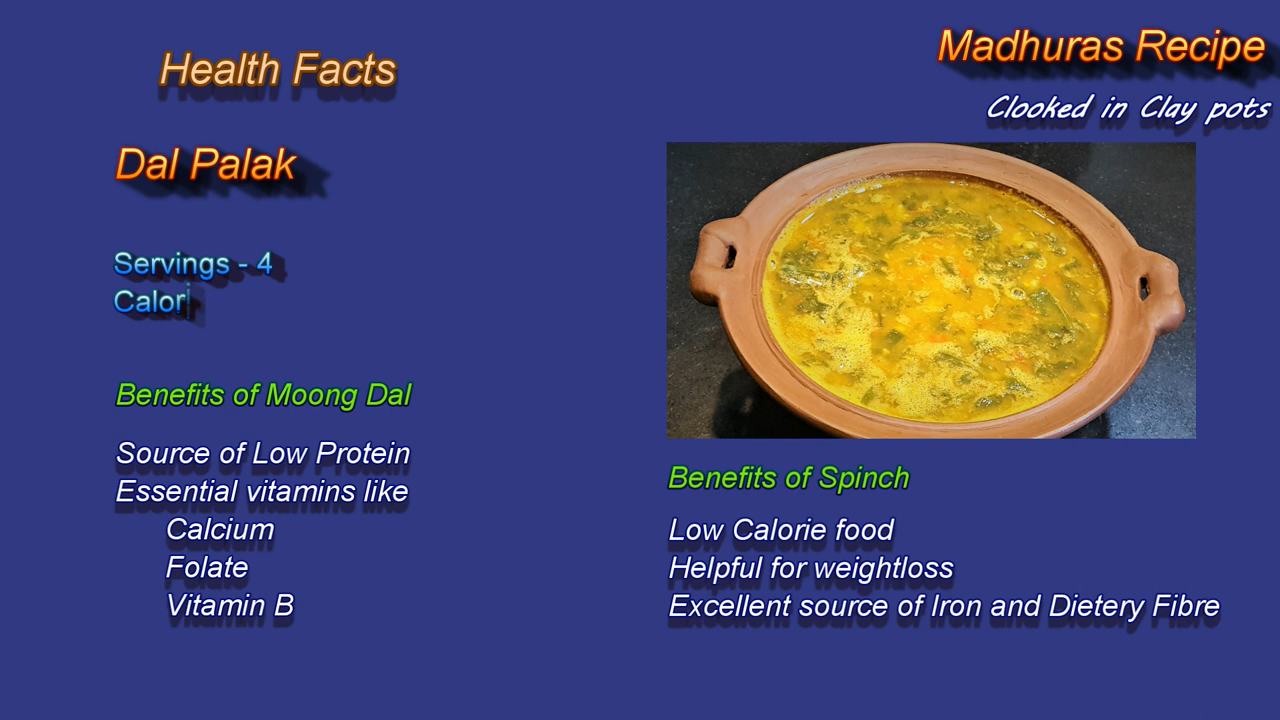 Health Facts
Madhuras Recipe
Clooked in Clay pots
Dal Palak
Servings - 4
Calor
Benefits of Moong Dal
Source of Low Protein
Essential vitamins like
Calcium
Folate
Vitamin B
Benefits of Spinch
Low Calorie food
Helpful for weightloss
Excellent source of Iron and Dietery Fibre